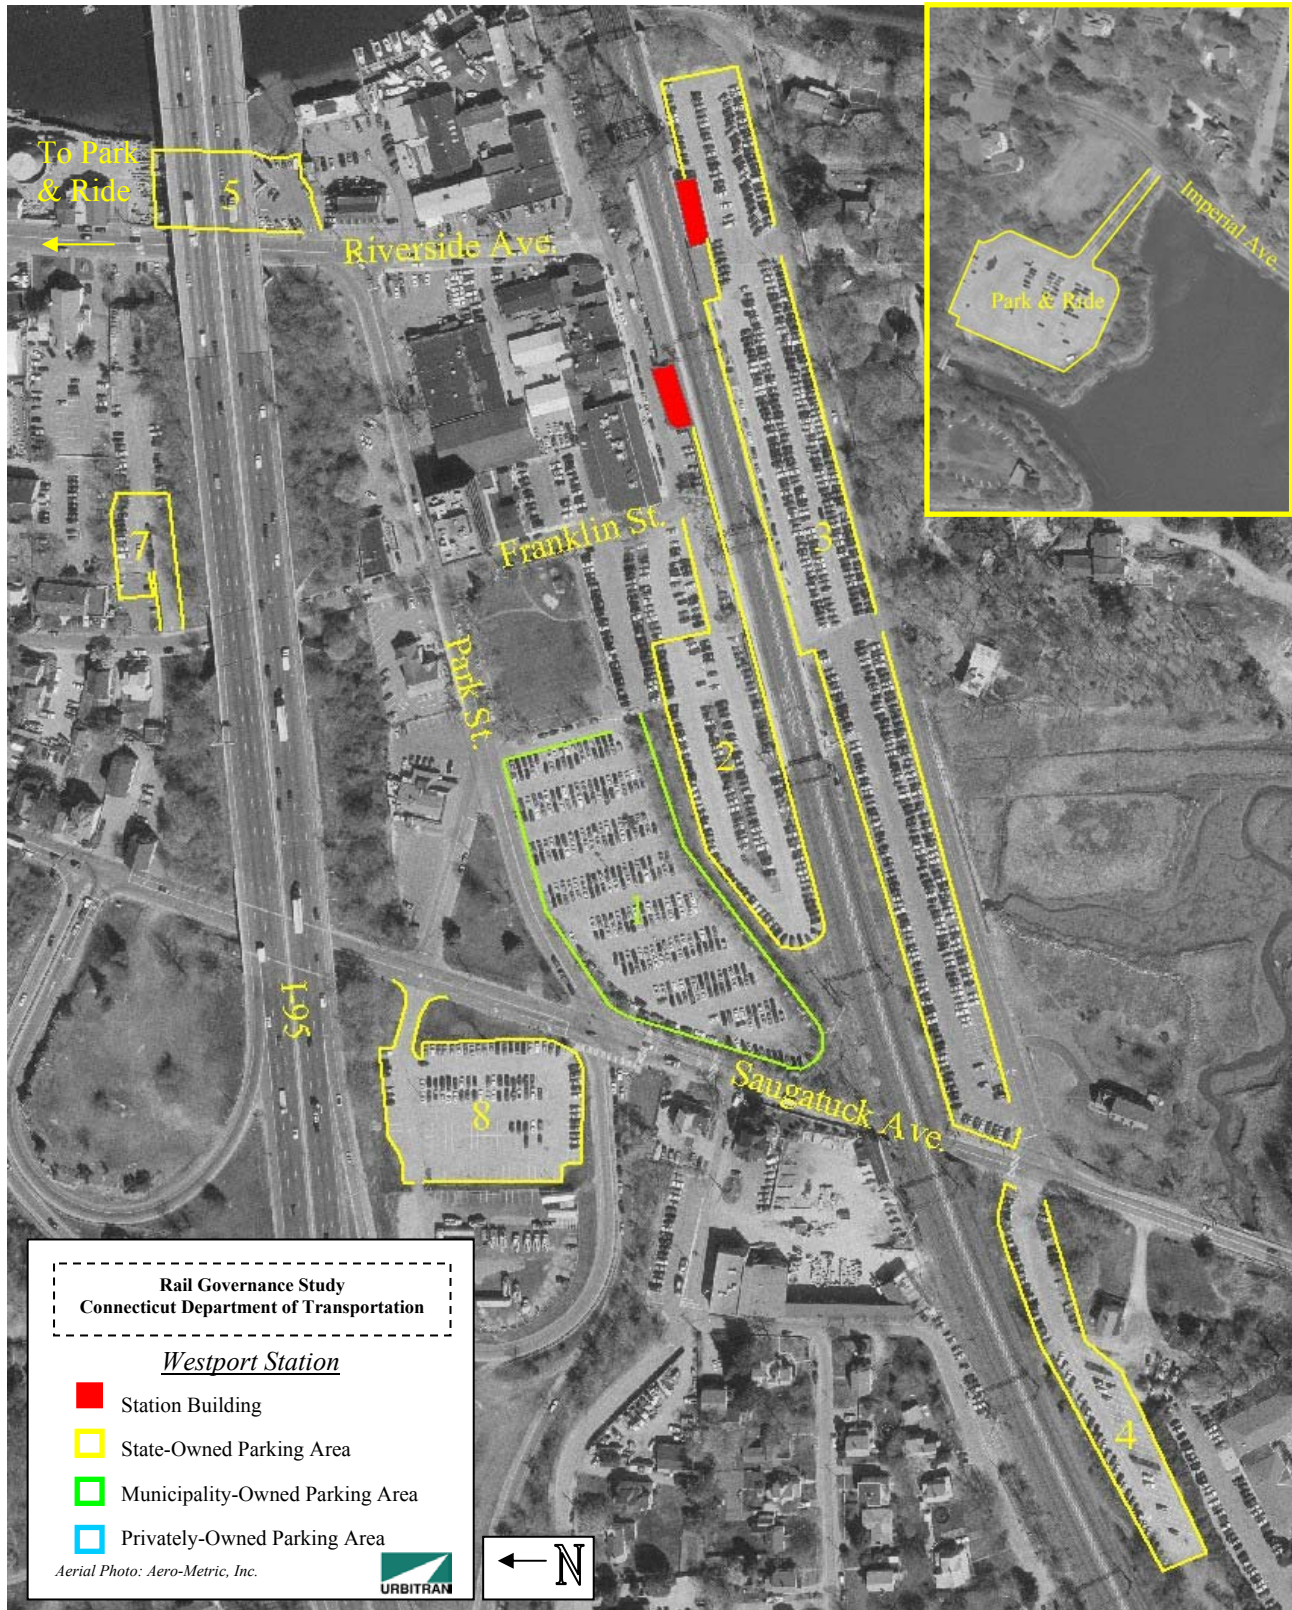 To Park
& Ride
5
Riverside Ave.
Imperial Ave.
Park & Ride
3
7
Franklin St.
Park St.
2
1
I-95
8
Saugatuck Ave.
4
Rail Governance Study
Connecticut Department of Transportation
Westport Station
Station Building
State-Owned Parking Area
Municipality-Owned Parking Area
Privately-Owned Parking Area
Aerial Photo: Aero-Metric, Inc.
URBITRAN
N